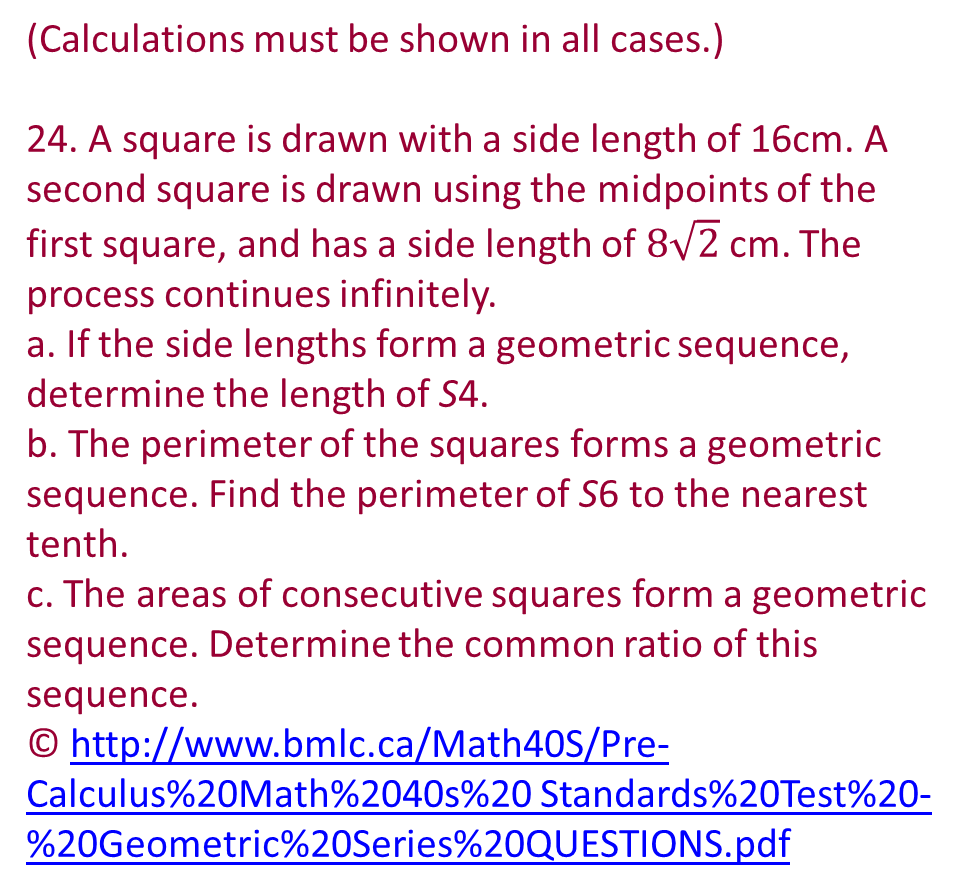 (Calculations must be shown in all cases.)
24. A square is drawn with a side length of 16cm. A
second square is drawn using the midpoints of the
first square, and has a side length of 8√2 cm. The
process continues infinitely.
a. If the side lengths form a geometric sequence,
determine the length of S4.
b. The perimeter of the squares forms a geometric
sequence. Find the perimeter of S6 to the nearest
tenth.
c. The areas of consecutive squares form a geometric
sequence. Determine the common ratio of this
sequence.
© http://www.bmlc.ca/Math40S/Pre-
Calculus%20Math%2040s%20 Standards%20Test%20-
%20Geometric%20Series%20QUESTIONS.pdf